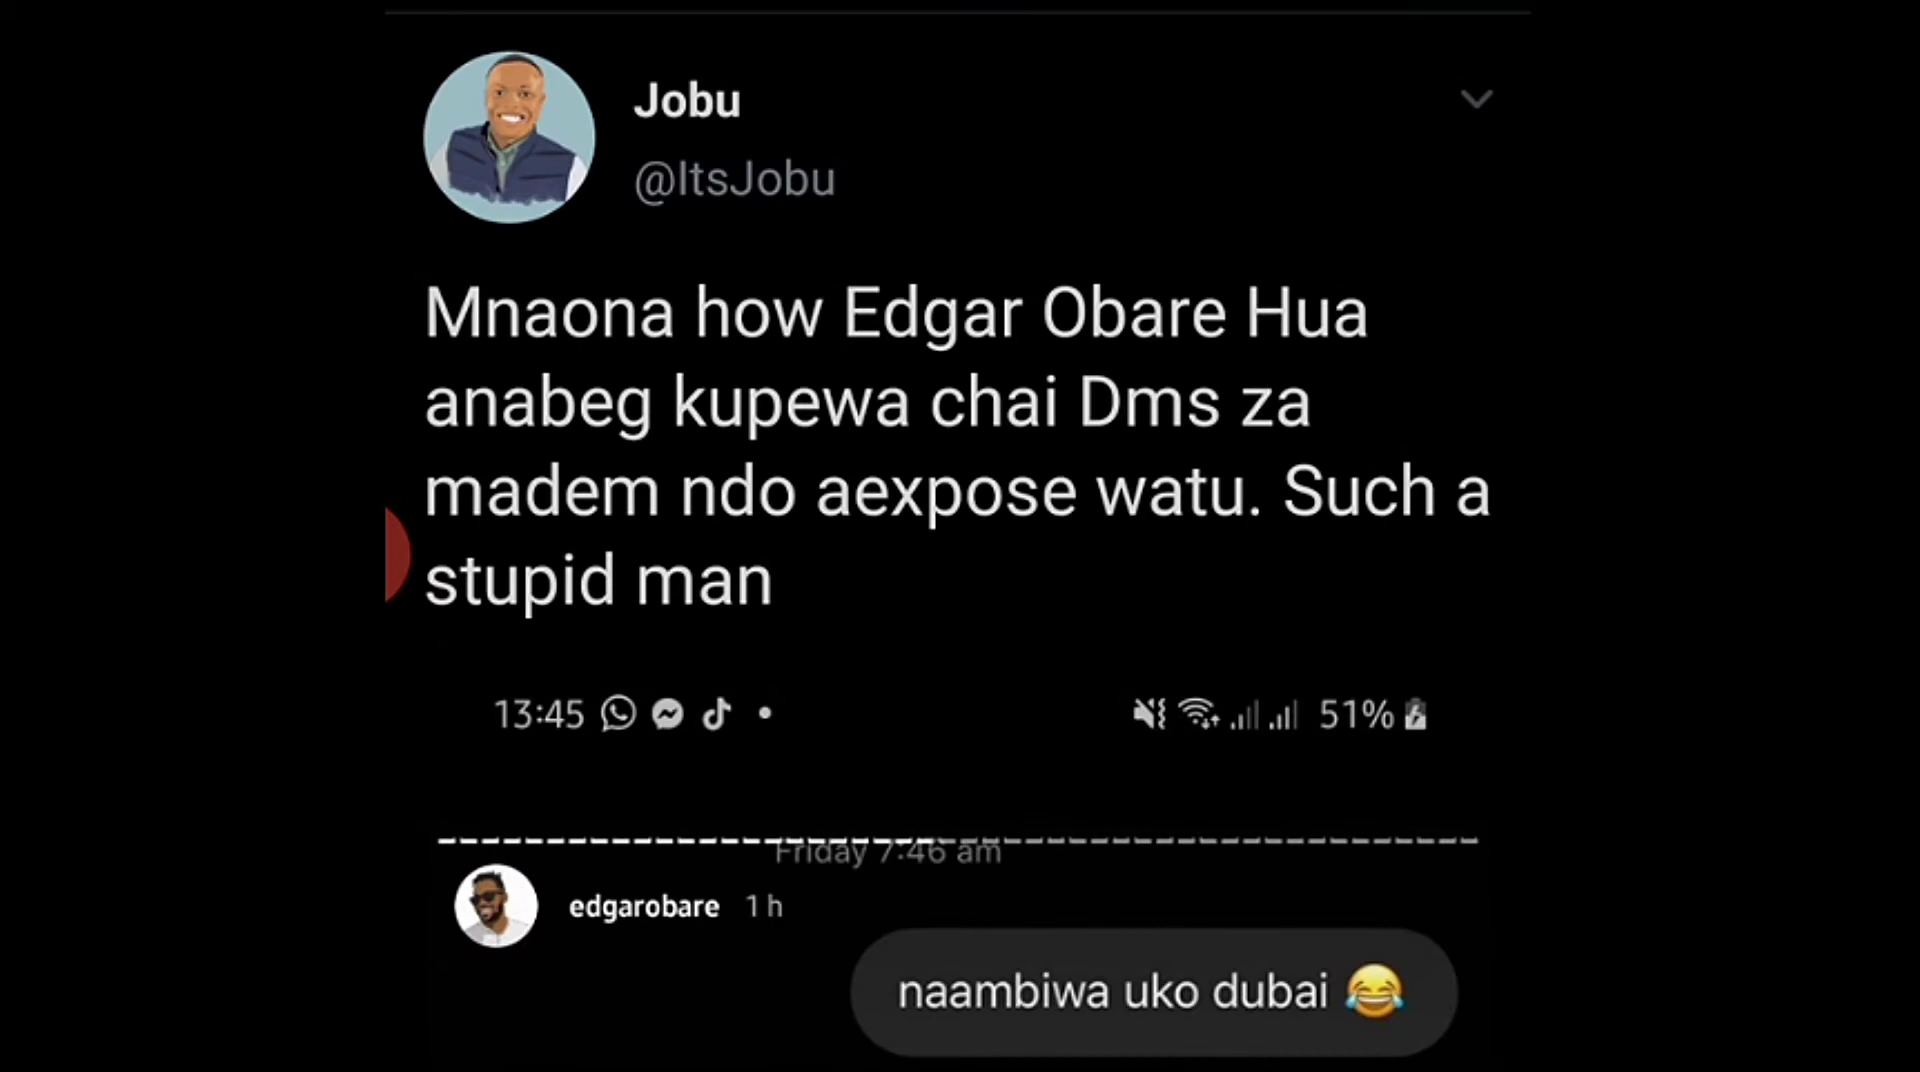 Jobu
@ItsJobu
Mnaona how Edgar Obare Hua
anabeg kupewa chai Dms za
madem ndo aexpose watu. Such a
stupid man
13:45 51%
Friday 7:46 am
edgarobare 1 h
naambiwa uko dubai 😂